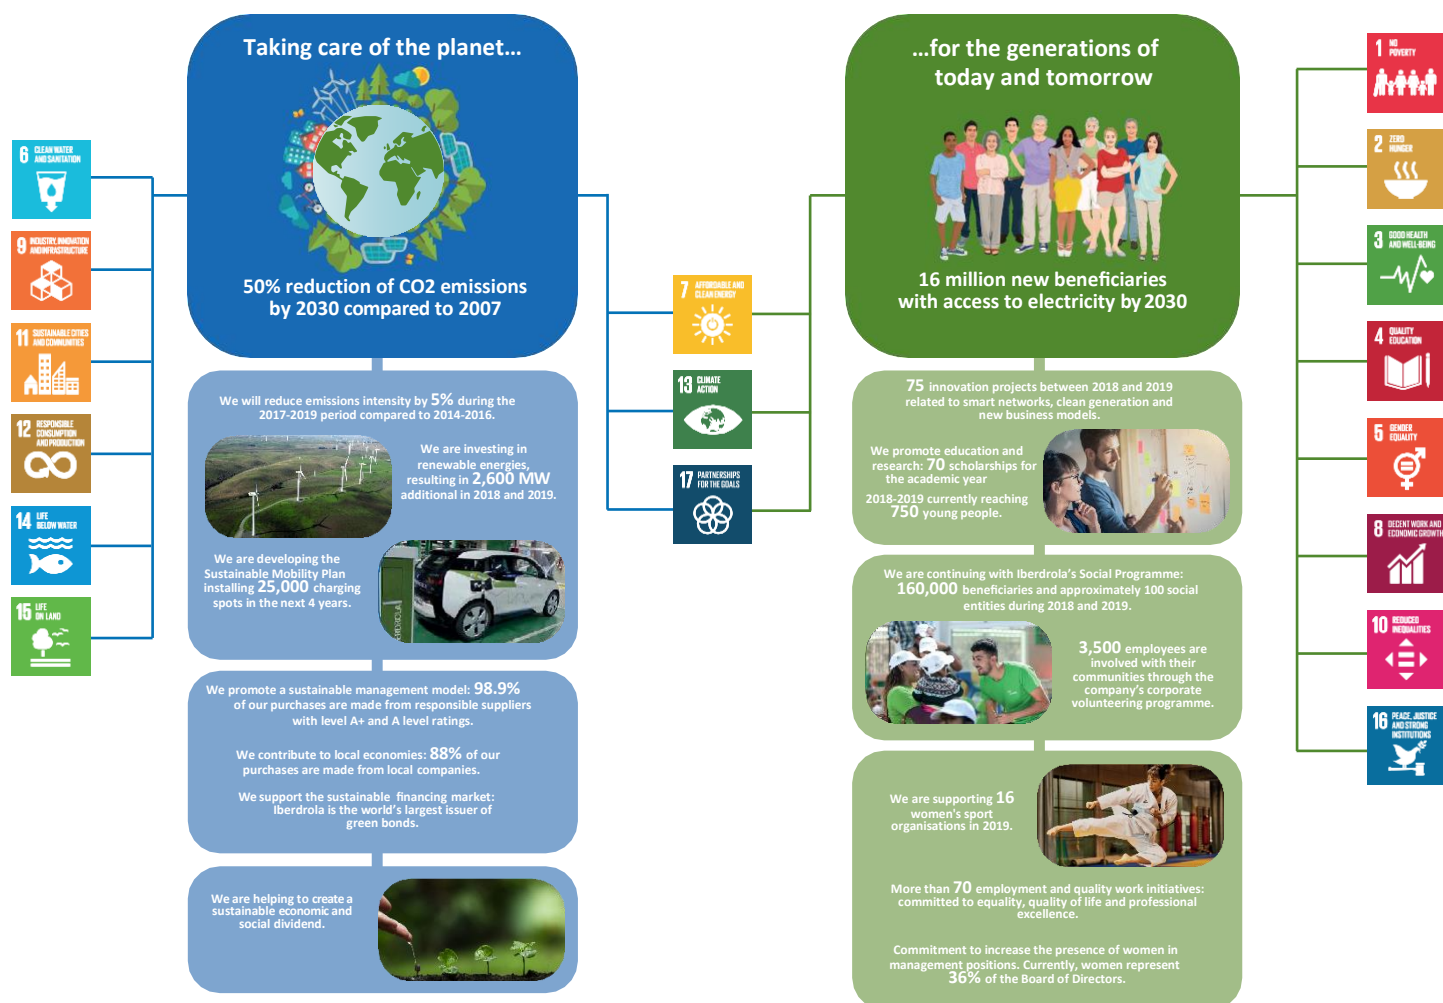 Taking care of the planet...
50% reduction of CO2 emissions
by 2030 compared to 2007
...for the generations of
today and tomorrow
16 million new beneficiaries
with access to electricity by 2030
6 CLEAN WATER
AND SANITATION
9 INDUSTRY, INNOVATION
AND INFRASTRUCTURE
11 SUSTAINABLE CITIES
AND COMMUNITIES
12 RESPONSIBLE
CONSUMPTION
AND PRODUCTION
14 LIFE
BELOW WATER
15 LIFE
ON LAND
We will reduce emissions intensity by 5% during the
2017-2019 period compared to 2014-2016.
We are investing in
renewable energies,
resulting in 2,600 MW
additional in 2018 and 2019.
We are developing the
Sustainable Mobility Plan
installing 25,000 charging
spots in the next 4 years.
IBERDROLA
We promote a sustainable management model: 98.9%
of our purchases are made from responsible suppliers
with level A+ and A level ratings.
We contribute to local economies: 88% of our
purchases are made from local companies.
We support the sustainable financing market:
Iberdrola is the world's largest issuer of
green bonds.
We are helping to create a
sustainable economic and
social dividend.
7 AFFORDABLE AND
CLEAN ENERGY
13 CLIMATE
ACTION
17 PARTNERSHIPS
FOR THE GOALS
75 innovation projects between 2018 and 2019
related to smart networks, clean generation and
new business models.
We promote education and
research: 70 scholarships for
the academic year
2018-2019 currently reaching
750 young people.
We are continuing with Iberdrola's Social Programme:
160,000 beneficiaries and approximately 100 social
entities during 2018 and 2019.
3,500 employees are
involved with their
communities through the
company's corporate
volunteering programme.
We are supporting 16
women's sport
organisations in 2019.
More than 70 employment and quality work initiatives:
committed to equality, quality of life and professional
excellence.
Commitment to increase the presence of women in
management positions. Currently, women represent
36% of the Board of Directors.
1 NO
POVERTY
2 ZERO
HUNGER
3 GOOD HEALTH
AND WELL-BEING
4 QUALITY
EDUCATION
5 GENDER
EQUALITY
8 DECENT WORK AND
ECONOMIC GROWTH
10 REDUCED
INEQUALITIES
16 PEACE, JUSTICE
AND STRONG
INSTITUTIONS